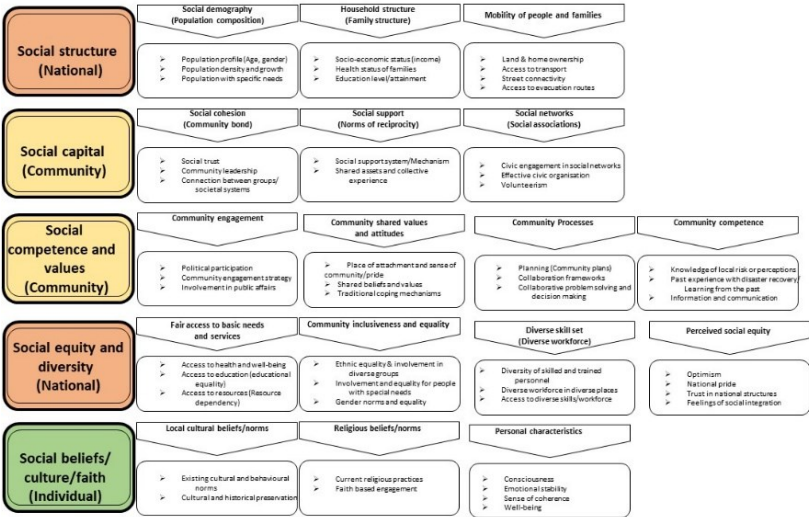 Social structure
(National)
Social demography
(Population composition)
➤ Population profile (Age, gender)
➤ Population density and growth
➤ Population with specific needs
Household structure
(Family structure)
➤ Socio-economic status (income)
➤ Health status of families
➤ Education level/attainment
Mobility of people and families
➤ Land & home ownership
➤ Access to transport
➤ Street connectivity
➤ Access to evacuation routes
Social capital
(Community)
Social cohesion
(Community bond)
➤ Social trust
➤ Community leadership
➤ Connection between groups/
societal systems
Social support
(Norms of reciprocity)
➤ Social support system/Mechanism
➤ Shared assets and collective
experience
Social networks
(Social associations)
➤ Civic engagement in social networks
➤ Effective civic organisation
➤ Volunteerism
Social
competence and
values
(Community)
Community engagement
➤ Political participation
➤ Community engagement strategy
➤ Involvement in public affairs
Community shared values
and attitudes
➤ Place of attachment and sense of
community/pride
➤ Shared beliefs and values
➤ Traditional coping mechanisms
Community Processes
➤ Planning (Community plans)
➤ Collaboration frameworks
➤ Collaborative problem solving and
decision making
Community competence
➤ Knowledge of local risk or perceptions
➤ Past experience with disaster recovery/
Learning from the past
➤ Information and communication
Social equity and
diversity
(National)
Fair access to basic needs
and services
➤ Access to health and well-being
➤ Access to education (educational
equality)
➤ Access to resources (Resource
dependency)
Community inclusiveness and equality
➤ Ethnic equality & involvement in
diverse groups
➤ Involvement and equality for people
with special needs
➤ Gender norms and equality
Diverse skill set
(Diverse workforce)
➤ Diversity of skilled and trained
personnel
➤ Diverse workforce in diverse places
➤ Access to diverse skills/workforce
Perceived social equity
➤ Optimism
➤ National pride
➤ Trust in national structures
➤ Feelings of social integration
Social beliefs/
culture/faith
(Individual)
Local cultural beliefs/norms
➤ Existing cultural and behavioural
norms
➤ Cultural and historical preservation
Religious beliefs/norms
➤ Current religious practices
➤ Faith based engagement
Personal characteristics
➤ Consciousness
➤ Emotional stability
➤ Sense of coherence
➤ Well-being